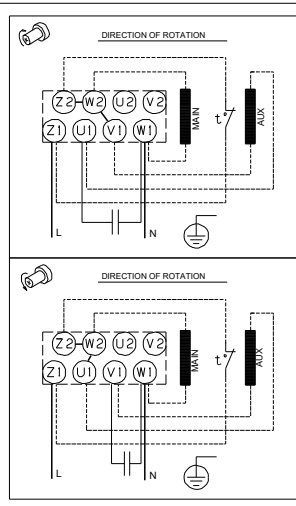 DIRECTION OF ROTATION
Z2 W2 U2 V2
Z1 U1 V1 W1
MAIN
t°
AUX
L
N
DIRECTION OF ROTATION
Z2 W2 U2 V2
Z1 U1 V1 W1
MAIN
t°
AUX
L
N